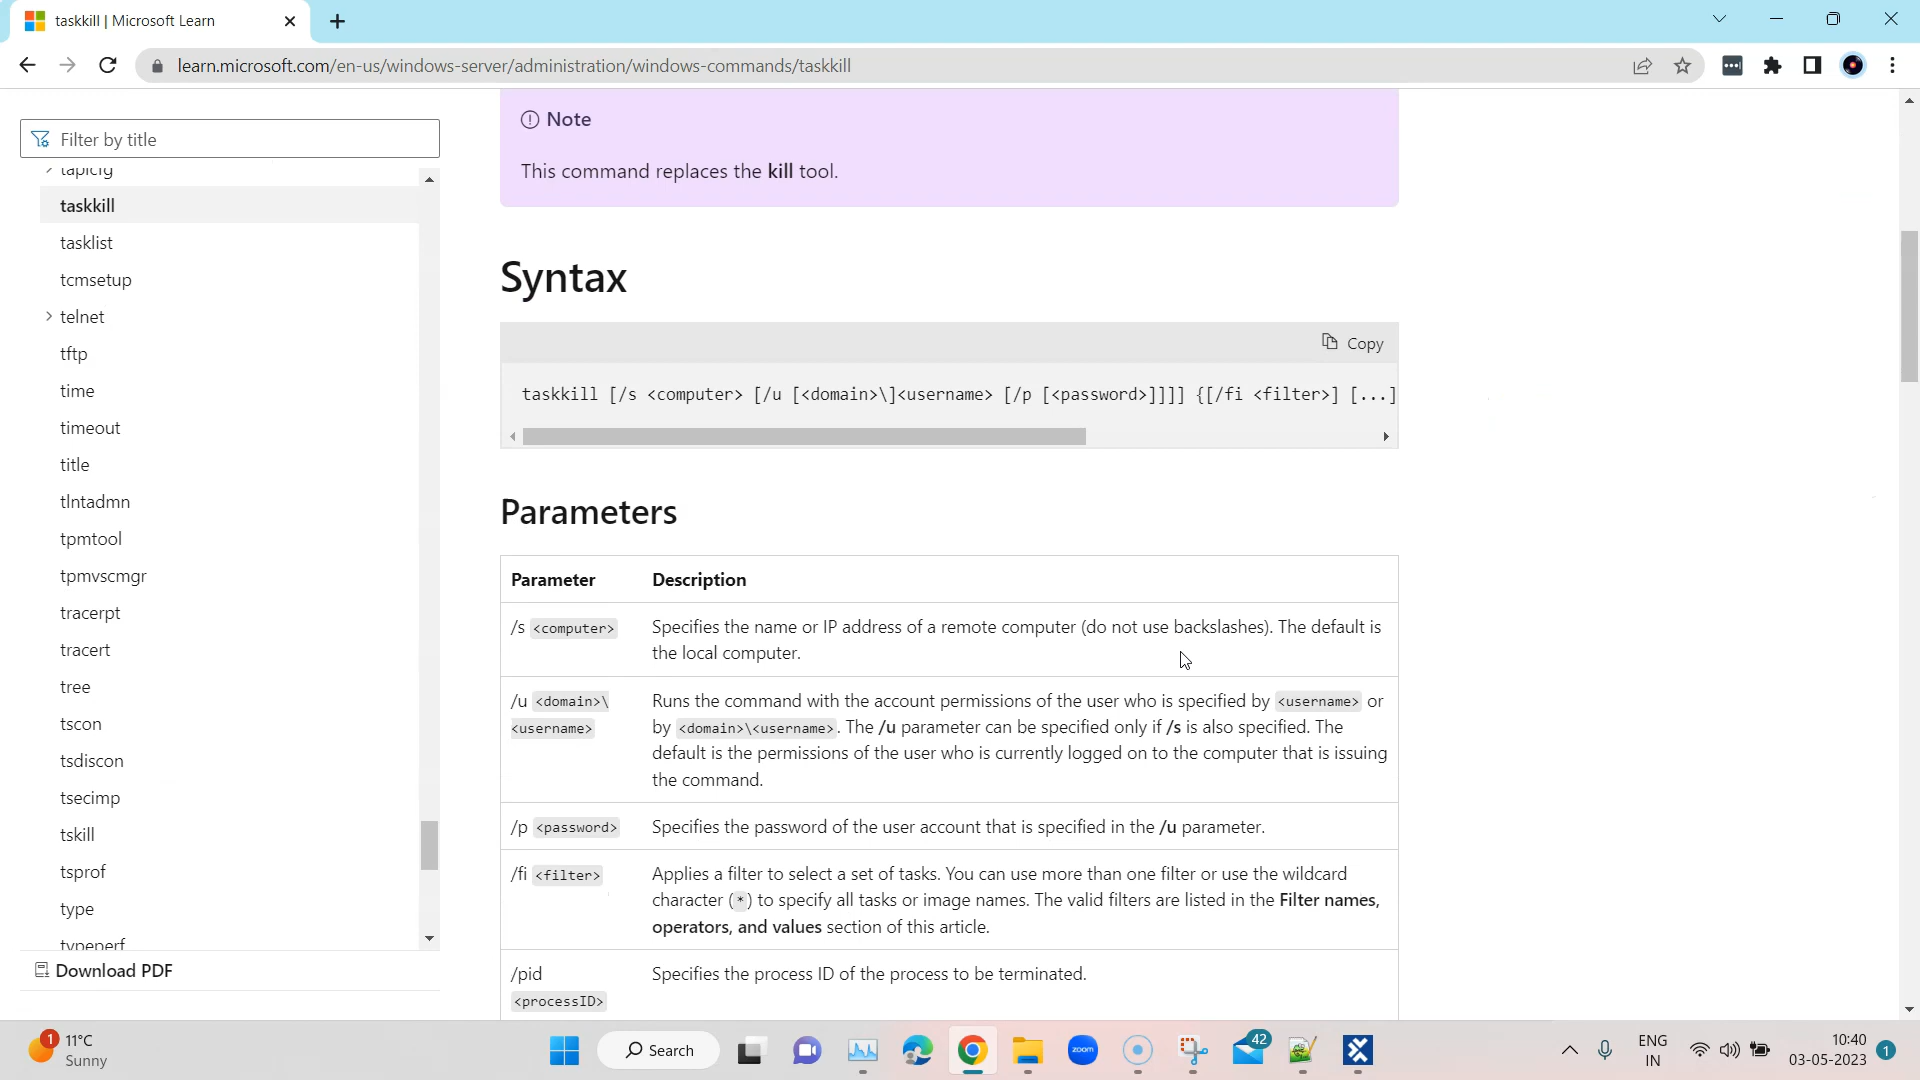 taskkill | Microsoft Learn
learn.microsoft.com/en-us/windows-server/administration/windows-commands/taskkill
Filter by title
tapicfg
taskkill
tasklist
tcmsetup
telnet
tftp
time
timeout
title
tlntadmn
tpmtool
tpmvscmgr
tracerpt
tracert
tree
tscon
tsdiscon
tsecimp
tskill
tsprof
type
typeperf
Download PDF
Note
This command replaces the kill tool.
Syntax
Copy
taskkill [/s <computer> [/u [<domain>\]<username> [/p [<password>]]]] {[/fi <filter>] [...]
Parameters
Parameter Description
/s <computer> Specifies the name or IP address of a remote computer (do not use backslashes). The default is
the local computer.
/u <domain>\ Runs the command with the account permissions of the user who is specified by <username> or
<username> by <domain>\<username>. The /u parameter can be specified only if /s is also specified. The
default is the permissions of the user who is currently logged on to the computer that is issuing
the command.
/p <password> Specifies the password of the user account that is specified in the /u parameter.
/fi <filter> Applies a filter to select a set of tasks. You can use more than one filter or use the wildcard
character (*) to specify all tasks or image names. The valid filters are listed in the Filter names,
operators, and values section of this article.
/pid Specifies the process ID of the process to be terminated.
<processID>
1
11°C
Sunny
Search
zoom
42
ENG
IN
10:40
03-05-2023
1